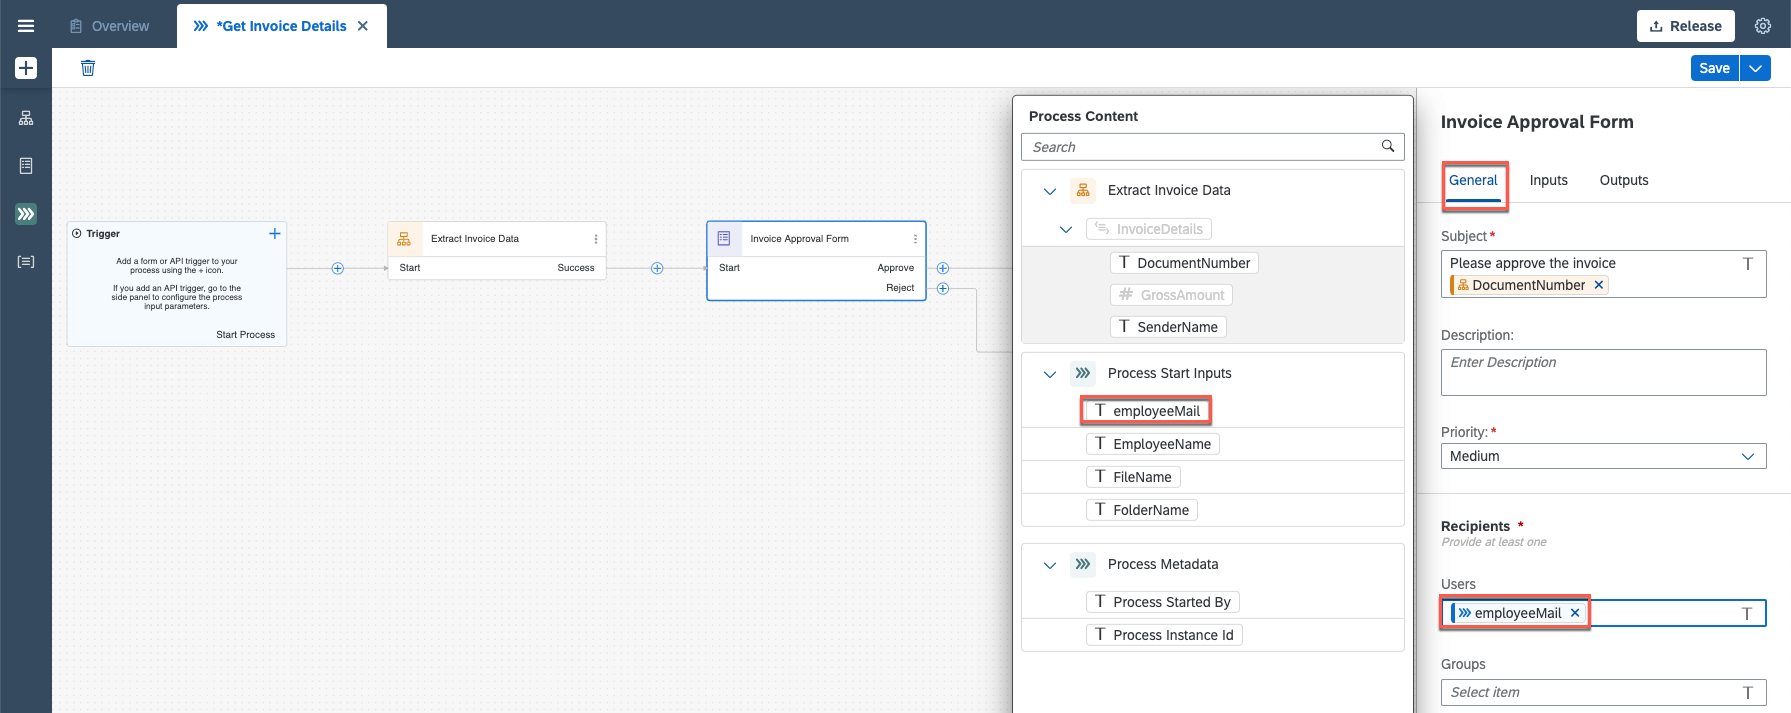 Overview
*Get Invoice Details
Release
Save
Trigger
Add a form or API trigger to your
process using the + icon.
If you add an API trigger, go to the
side panel to configure the process
input parameters.
Start Process
Extract Invoice Data
Start
Success
Invoice Approval Form
Start
Approve
Reject
Process Content
Search
Extract Invoice Data
InvoiceDetails
T DocumentNumber
# GrossAmount
T SenderName
Process Start Inputs
T employeeMail
T EmployeeName
T FileName
T FolderName
Process Metadata
T Process Started By
T Process Instance Id
Invoice Approval Form
General
Inputs
Outputs
Subject*
Please approve the invoice
T
DocumentNumber
Description:
Enter Description
Priority:*
Medium
Recipients *
Provide at least one
Users
employeeMail
T
Groups
Select item
T